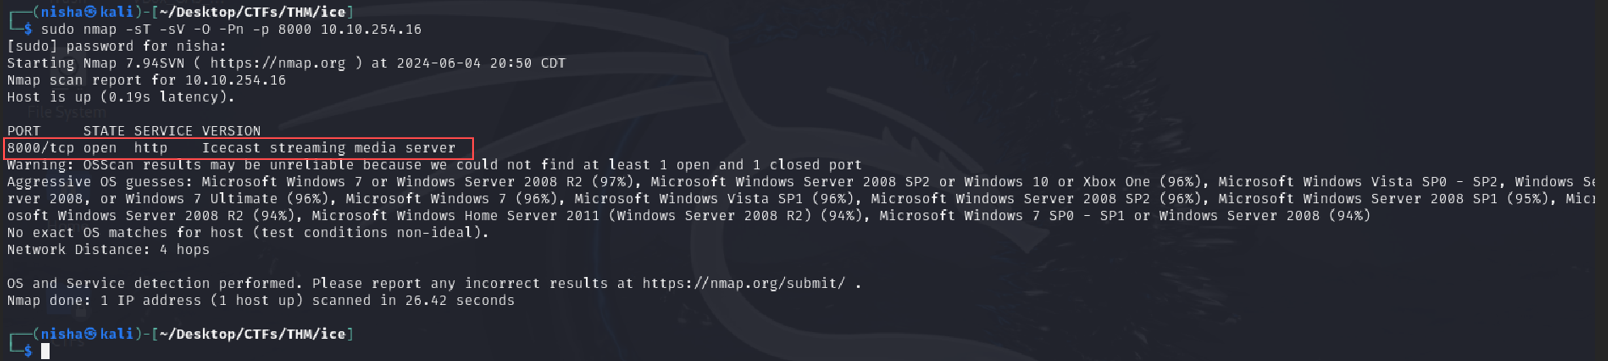 ┌──(nisha㉿kali)-[~/Desktop/CTFs/THM/ice]
└─$ sudo nmap -sT -sV -O -Pn -p 8000 10.10.254.16
[sudo] password for nisha:
Starting Nmap 7.94SVN ( https://nmap.org ) at 2024-06-04 20:50 CDT
Nmap scan report for 10.10.254.16
Host is up (0.19s latency).
File System
PORT     STATE SERVICE VERSION
8000/tcp open  http    Icecast streaming media server
Warning: OSScan results may be unreliable because we could not find at least 1 open and 1 closed port
Aggressive OS guesses: Microsoft Windows 7 or Windows Server 2008 R2 (97%), Microsoft Windows Server 2008 SP2 or Windows 10 or Xbox One (96%), Microsoft Windows Vista SP0 - SP2, Windows Se
rver 2008, or Windows 7 Ultimate (96%), Microsoft Windows 7 (96%), Microsoft Windows Vista SP1 (96%), Microsoft Windows Server 2008 SP2 (96%), Microsoft Windows Server 2008 SP1 (95%), Micr
osoft Windows Server 2008 R2 (94%), Microsoft Windows Home Server 2011 (Windows Server 2008 R2) (94%), Microsoft Windows 7 SP0 - SP1 or Windows Server 2008 (94%)
No exact OS matches for host (test conditions non-ideal).
Network Distance: 4 hops
OS and Service detection performed. Please report any incorrect results at https://nmap.org/submit/ .
Nmap done: 1 IP address (1 host up) scanned in 26.42 seconds
┌──(nisha㉿kali)-[~/Desktop/CTFs/THM/ice]
└─$